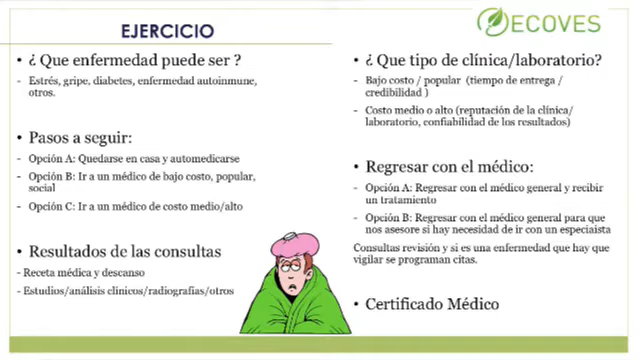 EJERCICIO
ECOVES
• ¿ Que enfermedad puede ser ?
- Estrés, gripe, diabetes, enfermedad autoinmune,
otros.
• Pasos a seguir:
- Opción A: Quedarse en casa y automedicarse
- Opción B: Ir a un médico de bajo costo, popular,
social
- Opción C: Ir a un médico de costo medio/alto
• Resultados de las consultas
- Receta médica y descanso
- Estudios/análisis clínicos/radiografías/otros
• ¿ Que tipo de clínica/laboratorio?
- Bajo costo / popular (tiempo de entrega /
credibilidad )
- Costo medio o alto (reputación de la clínica/
laboratorio, confiabilidad de los resultados)
• Regresar con el médico:
- Opción A: Regresar con el médico general y recibir
un tratamiento
- Opción B: Regresar con el médico general para que
nos asesore si hay necesidad de ir con un especiaista
Consultas revisión y si es una enfermedad que hay que
vigilar se programan citas.
• Certificado Médico